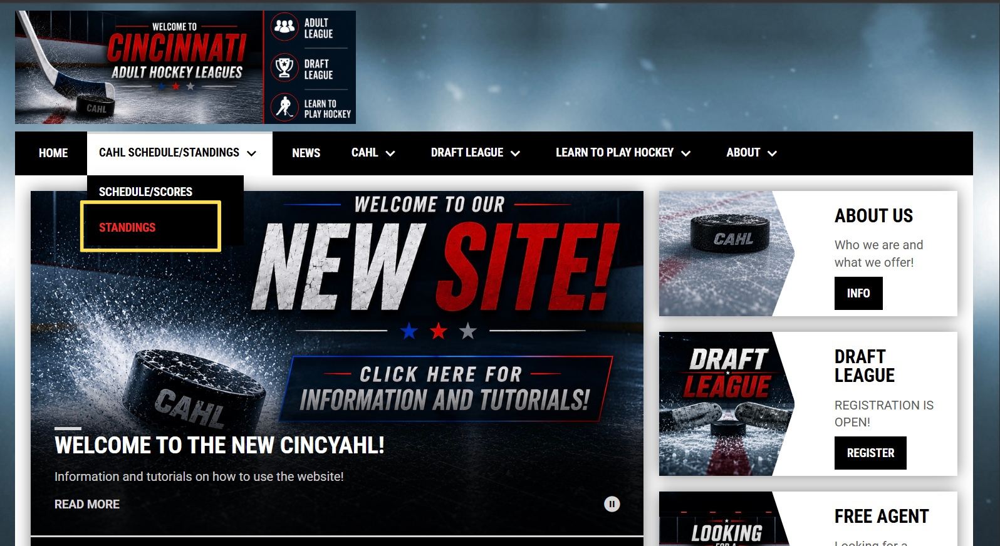 WELCOME TO
CINCINNATI
ADULT HOCKEY LEAGUES
CAHL
ADULT
LEAGUE
DRAFT
LEAGUE
LEARN TO
PLAY HOCKEY
HOME
CAHL SCHEDULE/STANDINGS
NEWS
CAHL
DRAFT LEAGUE
LEARN TO PLAY HOCKEY
ABOUT
SCHEDULE/SCORES
STANDINGS
WELCOME TO OUR
NEW SITE!
CLICK HERE FOR
INFORMATION AND TUTORIALS!
CAHL
WELCOME TO THE NEW CINCYAHL!
Information and tutorials on how to use the website!
READ MORE
CAHL
ABOUT US
Who we are and
what we offer!
INFO
DRAFT
LEAGUE
DRAFT
LEAGUE
REGISTRATION IS
OPEN!
REGISTER
LOOKING
FOR A
FREE AGENT
Looking for a